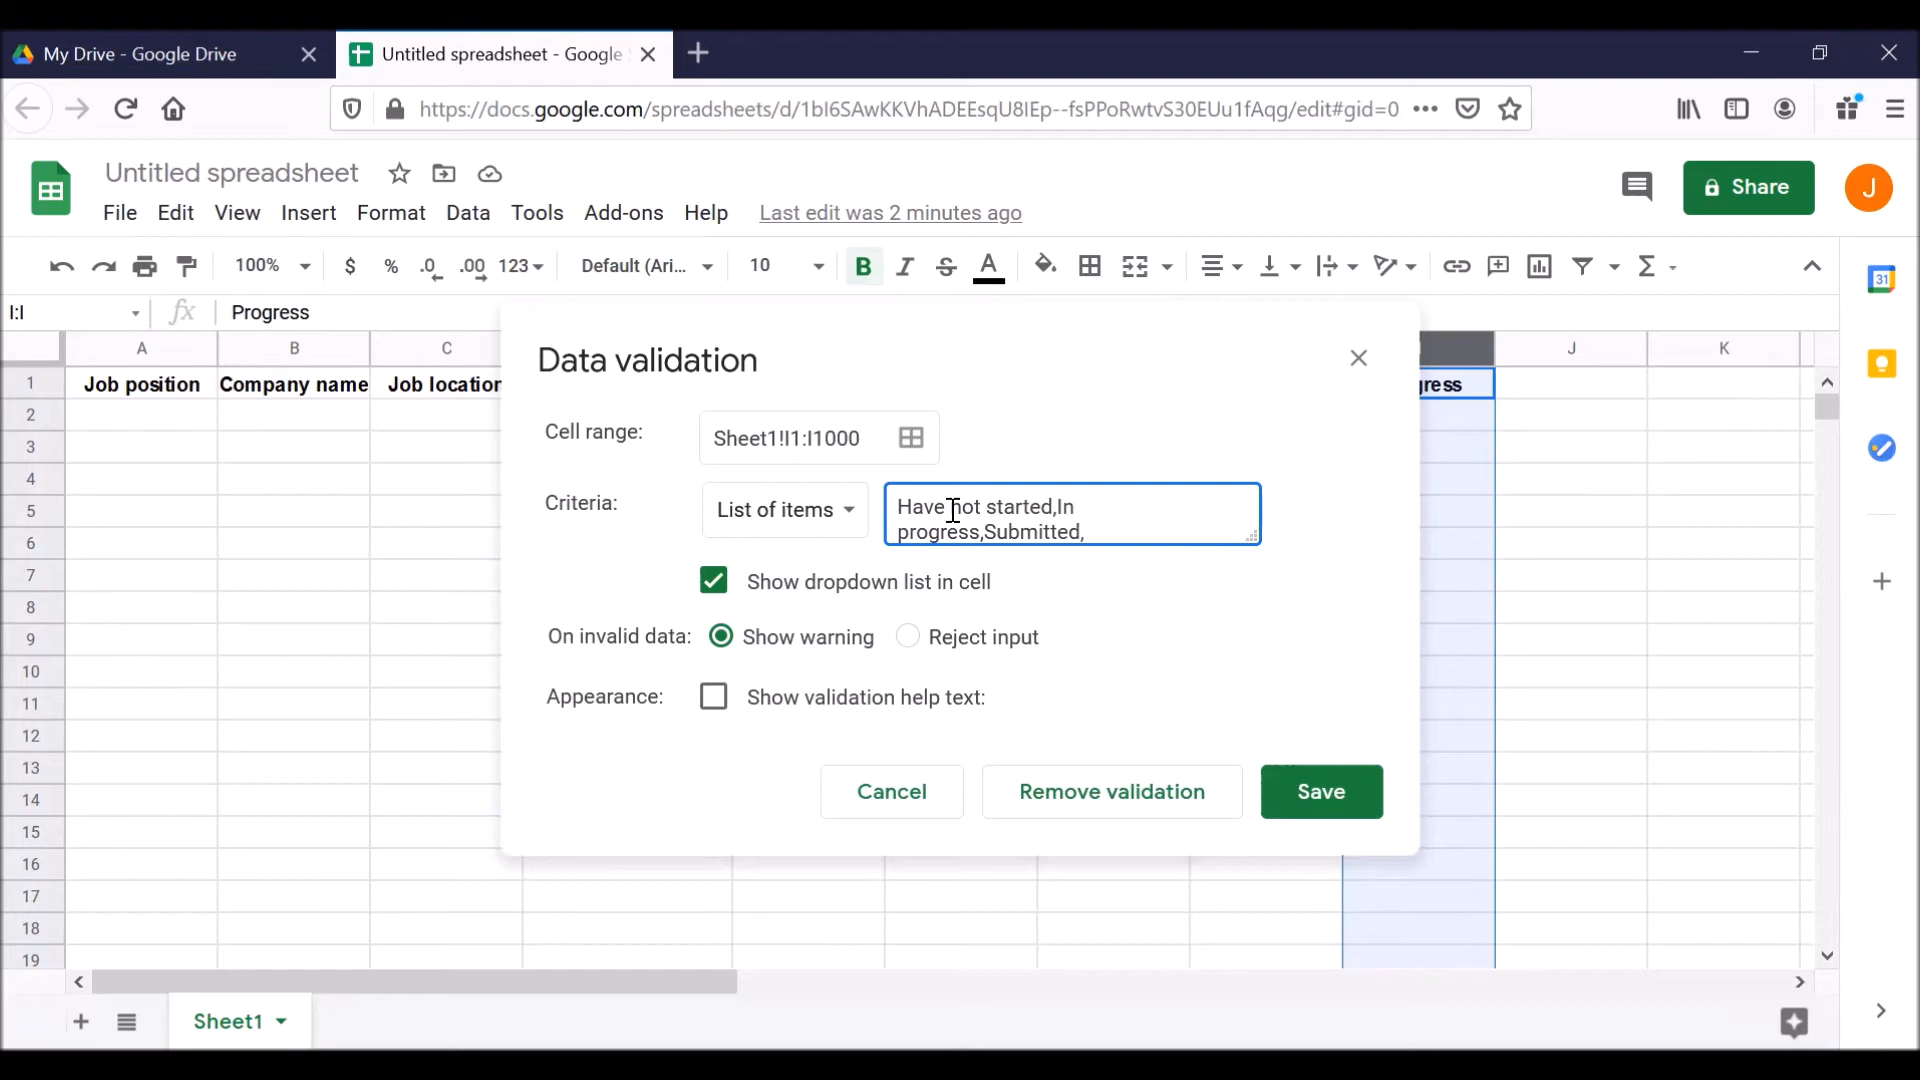 My Drive - Google Drive
Untitled spreadsheet - Google
https://docs.google.com/spreadsheets/d/1bI6SAwKKVhADEEsqU8IEp--fsPPoRwtvS30EUu1fAqg/edit#gid=0
Untitled spreadsheet
Share
J
File Edit View Insert Format Data Tools Add-ons Help Last edit was 2 minutes ago
100% $ % .0 .00 123 Default (Ari... 10 B I S A Σ
31
I:I fx Progress
A B C J K
1 Job position Company name Job location gress
2
3
4
5
6
7
8
9
10
11
12
13
14
15
16
17
18
19
Data validation
Cell range: Sheet1!I1:I1000
Criteria: List of items Have not started,In
progress,Submitted,
Show dropdown list in cell
On invalid data: Show warning Reject input
Appearance: Show validation help text:
Cancel Remove validation Save
Sheet1